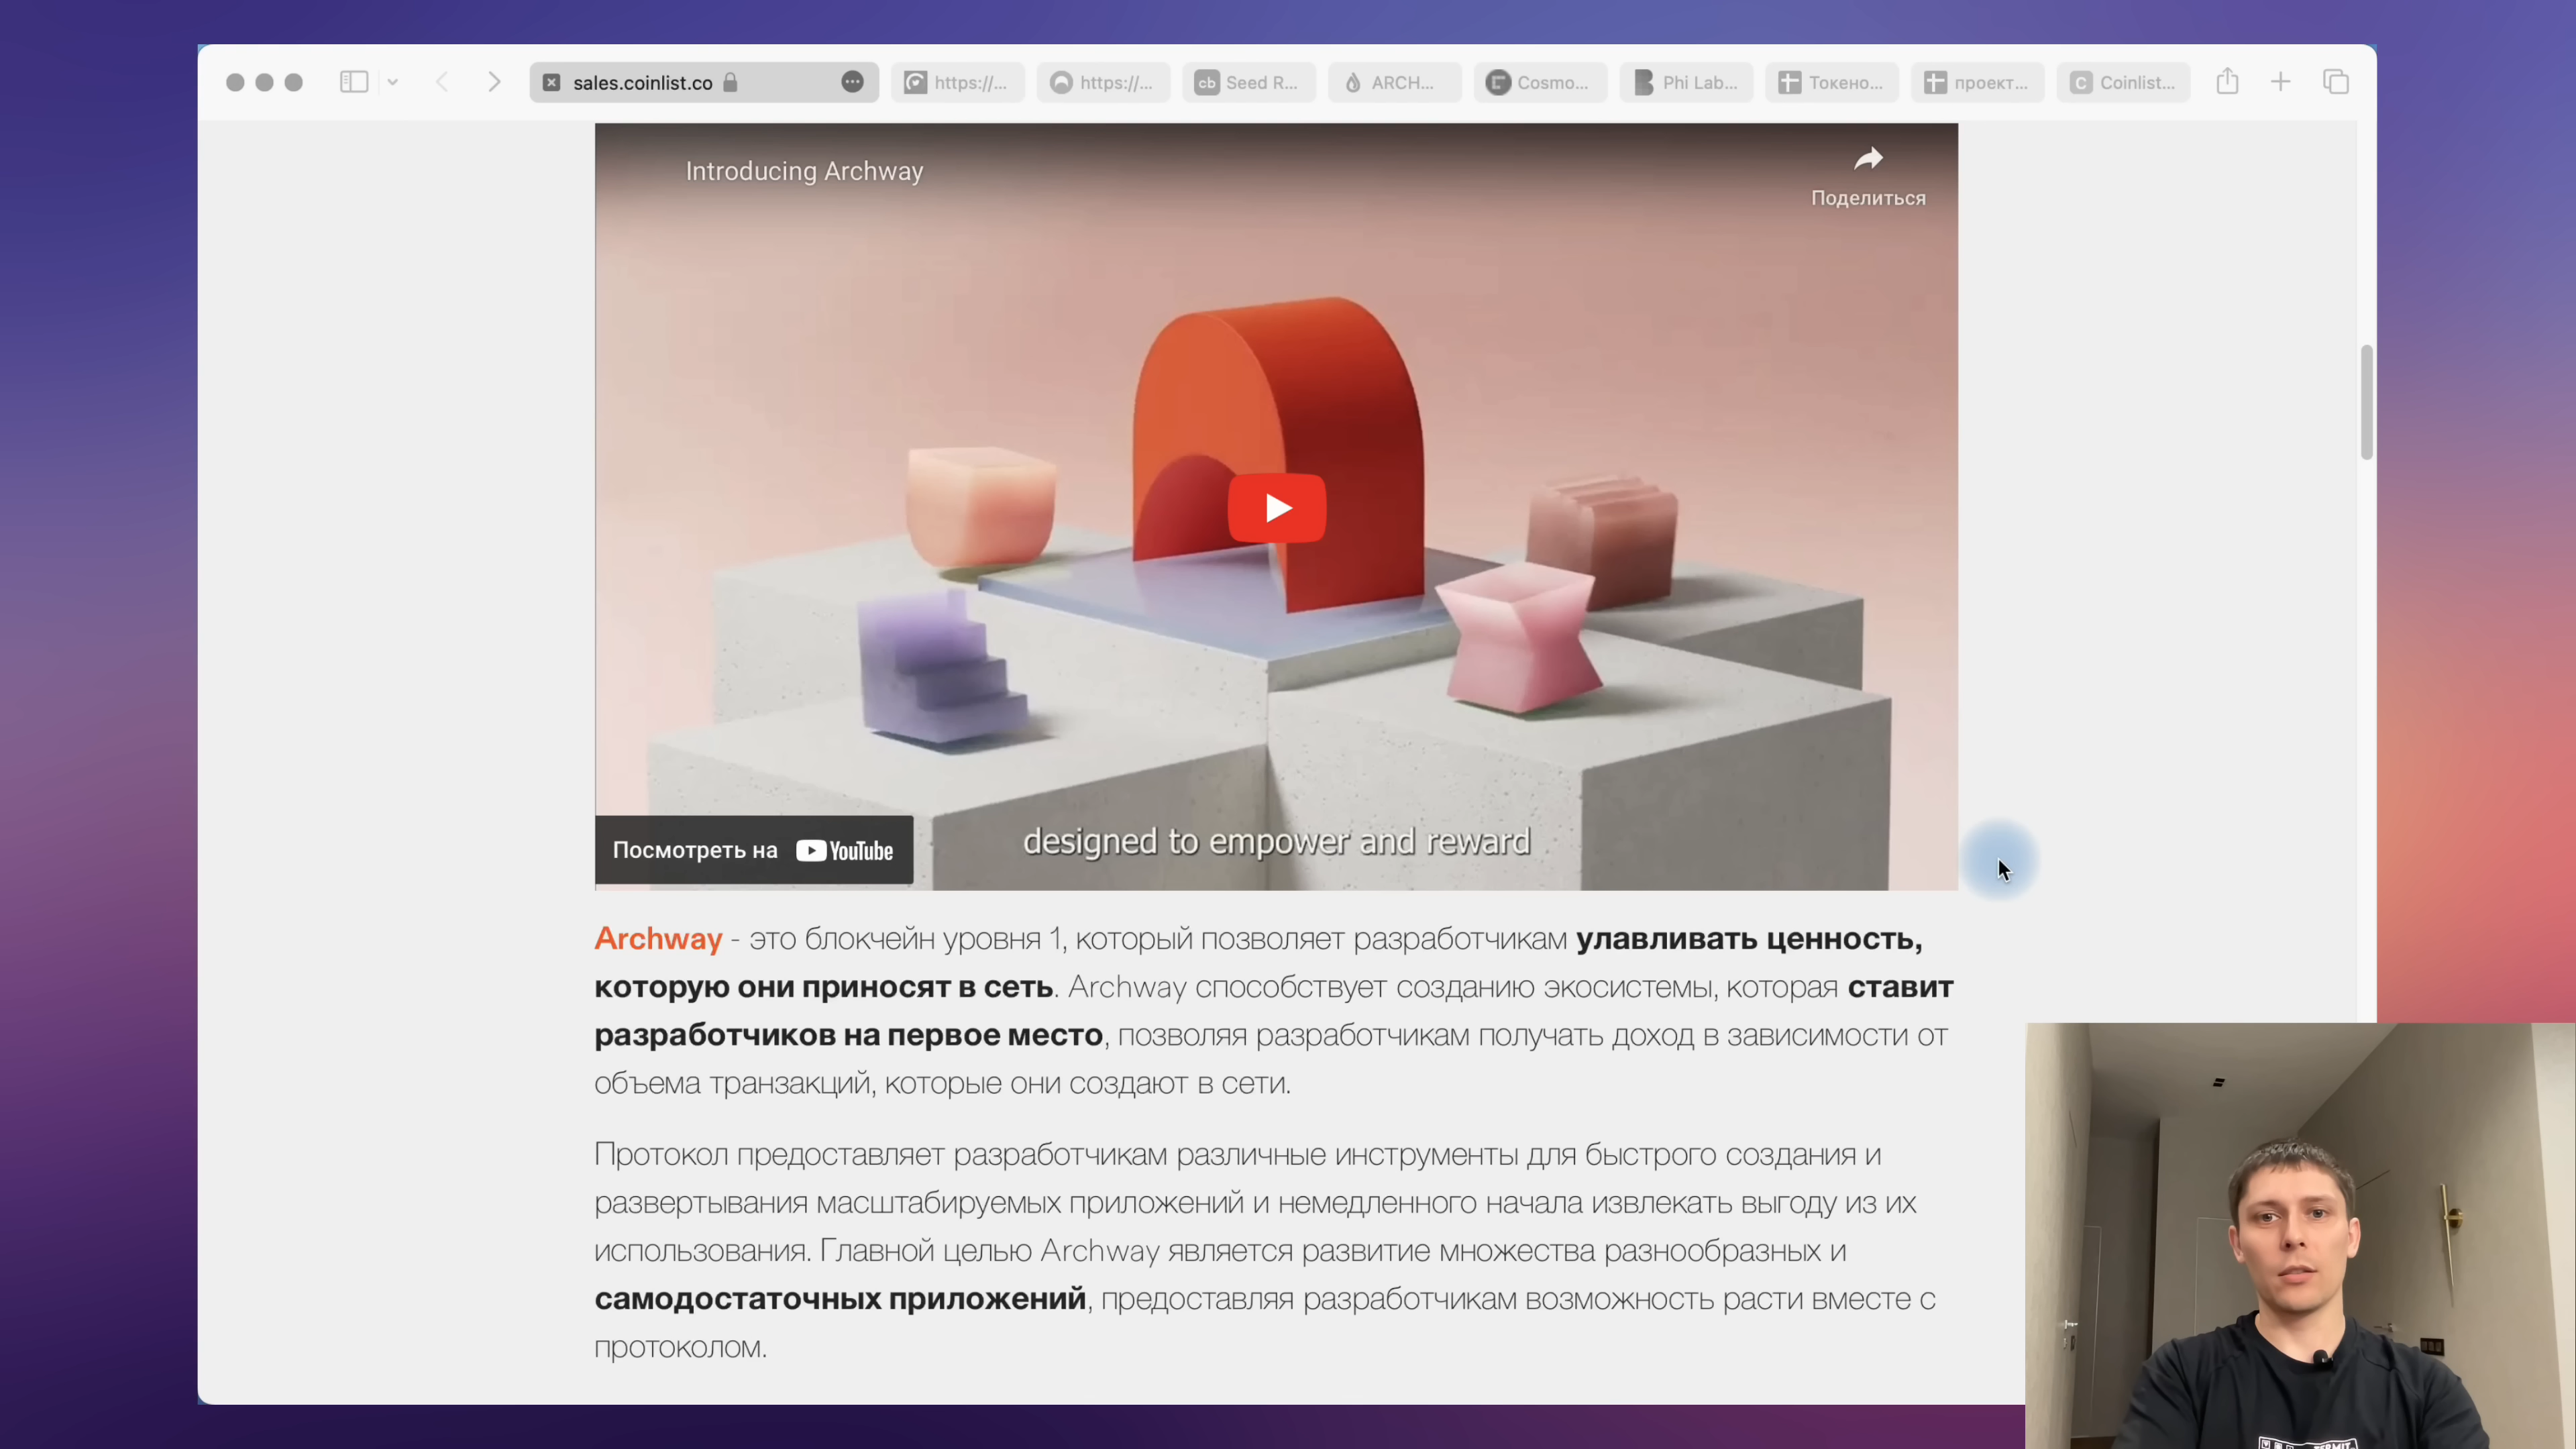 sales.coinlist.co
https://...
https://...
cb Seed R...
ARCH...
Cosmo...
Phi Lab...
Токено...
проект...
C Coinlist...
Introducing Archway
Поделиться
designed to empower and reward
Посмотреть на YouTube
Archway - это блокчейн уровня 1, который позволяет разработчикам улавливать ценность,
которую они приносят в сеть. Archway способствует созданию экосистемы, которая ставит
разработчиков на первое место, позволяя разработчикам получать доход в зависимости от
объема транзакций, которые они создают в сети.
Протокол предоставляет разработчикам различные инструменты для быстрого создания и
развертывания масштабируемых приложений и немедленного начала извлекать выгоду из их
использования. Главной целью Archway является развитие множества разнообразных и
самодостаточных приложений, предоставляя разработчикам возможность расти вместе с
протоколом.